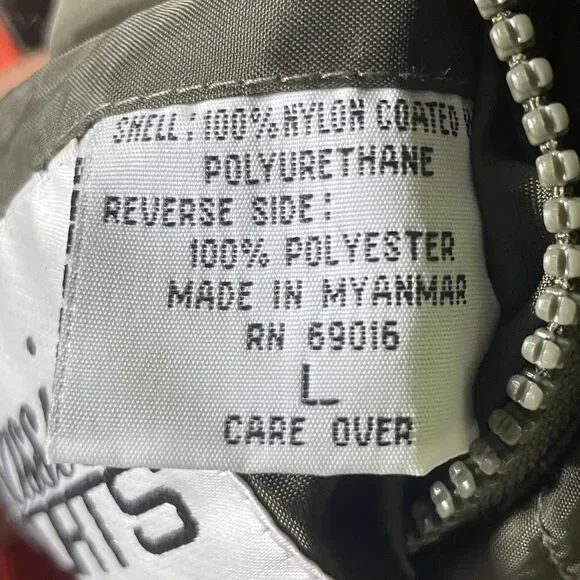 SHELL: 100% NYLON COATED W
POLYURETHANE
REVERSE SIDE:
100% POLYESTER
MADE IN MYANMAR
RN 69016
L
CARE OVER